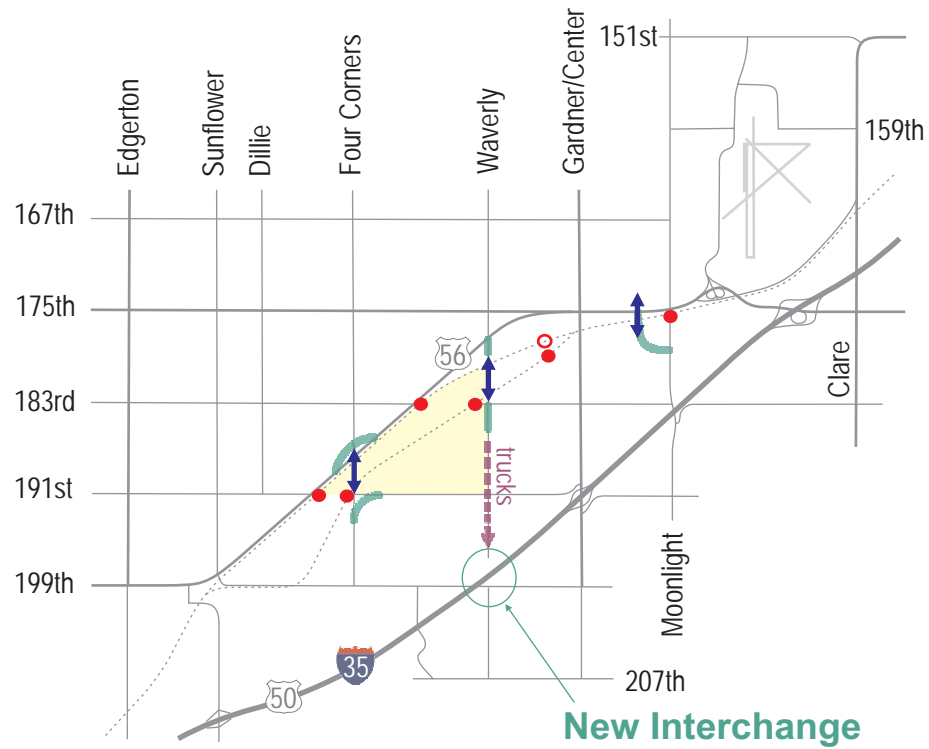 151st
Edgerton
Sunflower
Dillie
Four Corners
Waverly
Gardner/Center
159th
167th
175th
56
Clare
183rd
trucks
191st
Moonlight
199th
35
50
207th
New Interchange